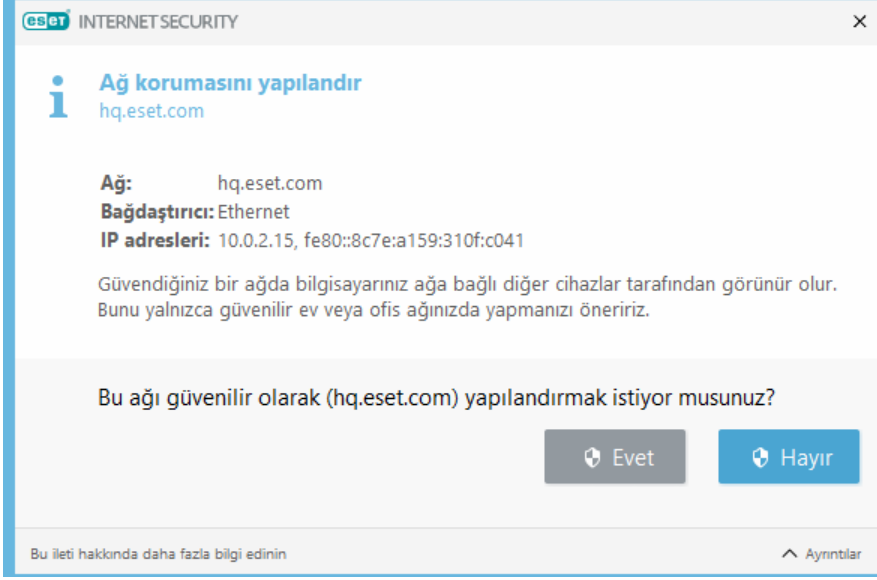 eseT INTERNET SECURITY
Ağ korumasını yapılandır
hq.eset.com
Ağ: hq.eset.com
Bağdaştırıcı: Ethernet
IP adresleri: 10.0.2.15, fe80::8c7e:a159:310f:c041
Güvendiğiniz bir ağda bilgisayarınız ağa bağlı diğer cihazlar tarafından görünür olur.
Bunu yalnızca güvenilir ev veya ofis ağınızda yapmanızı öneririz.
Bu ağı güvenilir olarak (hq.eset.com) yapılandırmak istiyor musunuz?
Evet Hayır
Bu ileti hakkında daha fazla bilgi edinin Ayrıntılar